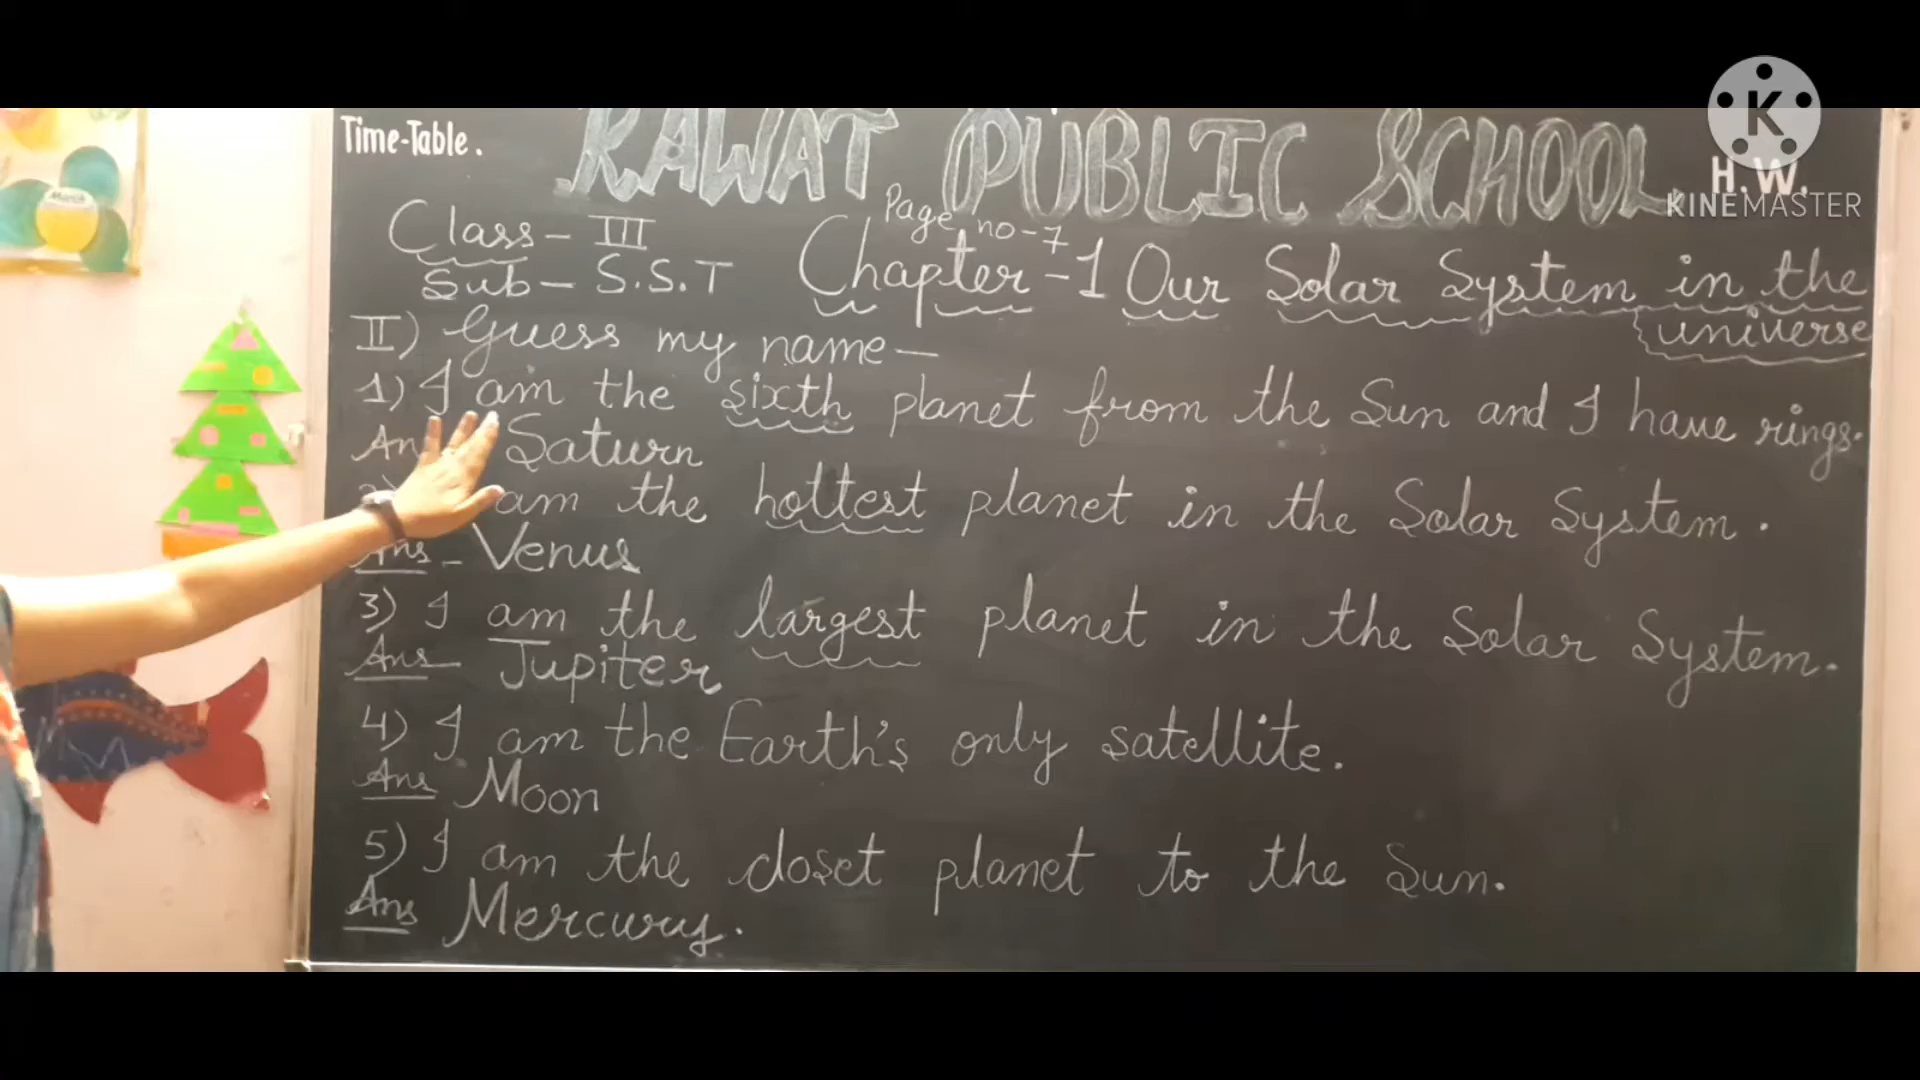 Time-Table.
RAWAT PUBLIC SCHOOL
H.W.
KINEMASTER
K
Class - III
Page no - 7
Sub - S.S.T
Chapter - 1 Our Solar System in the
universe
II) Guess my name -
1) I am the sixth planet from the Sun and I have rings.
Saturn
am the hottest planet in the Solar System.
Ans - Venus
3) I am the largest planet in the Solar System.
Ans - Jupiter
4) I am the Earth's only satellite.
Ans Moon
5) I am the closet planet to the Sun.
Ans Mercury.